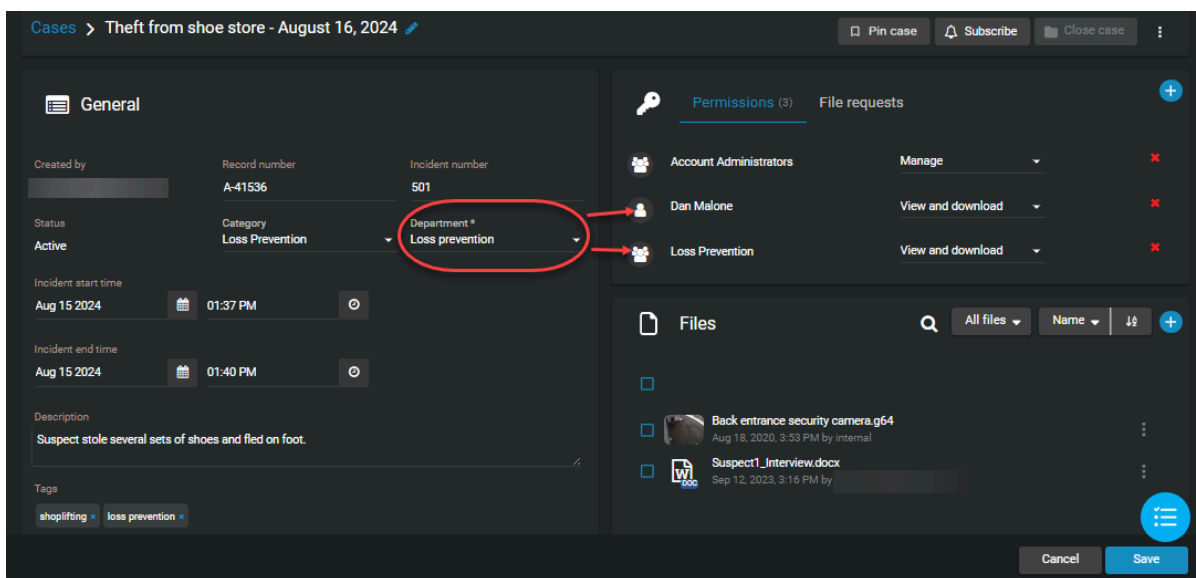 Cases > Theft from shoe store - August 16, 2024
Pin case
Subscribe
Close case
General
Created by
Record number
Incident number
A-41536
501
Status
Category
Department *
Active
Loss Prevention
Loss prevention
Incident start time
Aug 15 2024
01:37 PM
Incident end time
Aug 15 2024
01:40 PM
Description
Suspect stole several sets of shoes and fled on foot.
Tags
shoplifting ×
loss prevention ×
Permissions (3)
File requests
Account Administrators
Manage
Dan Malone
View and download
Loss Prevention
View and download
Files
All files
Name
Back entrance security camera.g64
Aug 18, 2020, 3:53 PM by internal
W
DOC
Suspect1_Interview.docx
Sep 12, 2023, 3:16 PM by
Cancel
Save